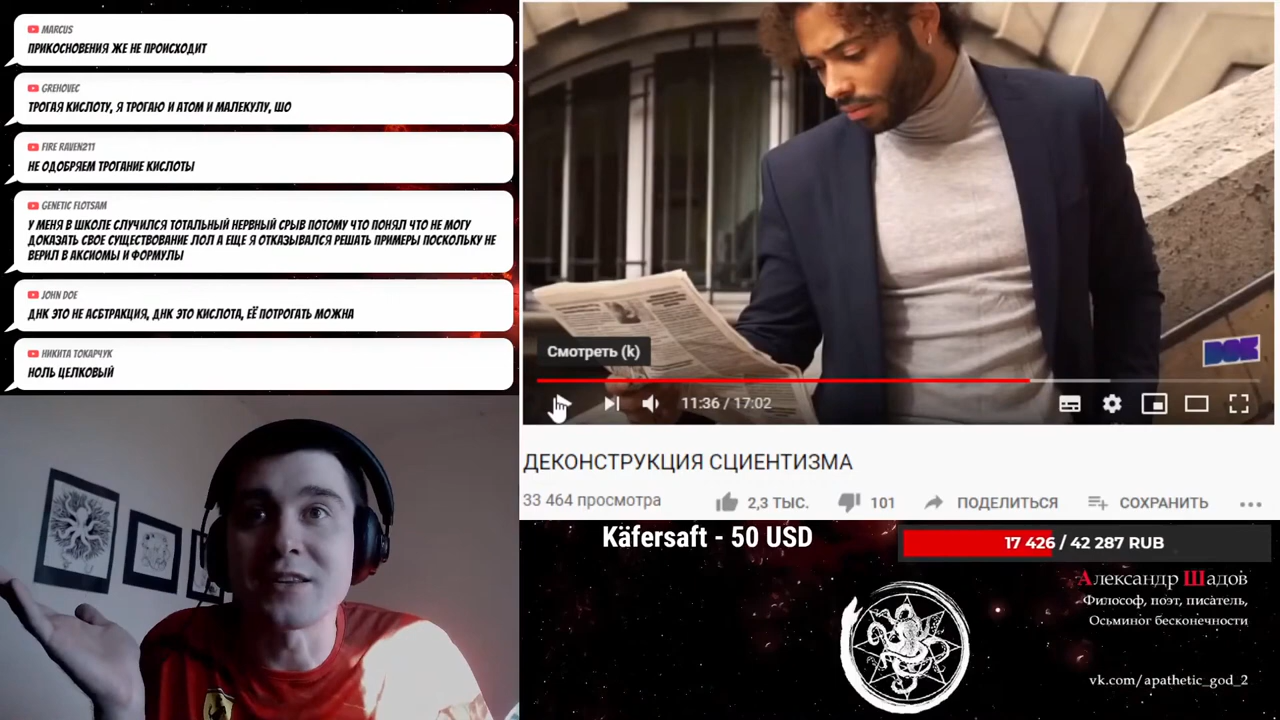 MARCUS
ПРИКОСНОВЕНИЯ ЖЕ НЕ ПРОИСХОДИТ
GREHOVEC
ТРОГАЯ КИСЛОТУ, Я ТРОГАЮ И АТОМ И МАЛЕКУЛУ, ШО
FIRE RAVEN211
НЕ ОДОБРЯЕМ ТРОГАНИЕ КИСЛОТЫ
GENETIC FLOTSAM
У МЕНЯ В ШКОЛЕ СЛУЧИЛСЯ ТОТАЛЬНЫЙ НЕРВНЫЙ СРЫВ ПОТОМУ ЧТО ПОНЯЛ ЧТО НЕ МОГУ
ДОКАЗАТЬ СВОЕ СУЩЕСТВОВАНИЕ ЛОЛ А ЕЩЕ Я ОТКАЗЫВАЛСЯ РЕШАТЬ ПРИМЕРЫ ПОСКОЛЬКУ НЕ
ВЕРИЛ В АКСИОМЫ И ФОРМУЛЫ
JOHN DOE
ДНК ЭТО НЕ АСБТРАКЦИЯ, ДНК ЭТО КИСЛОТА, ЕЁ ПОТРОГАТЬ МОЖНА
НИКИТА ТОКАРЧУК
НОЛЬ ЦЕЛКОВЫЙ
Смотреть (k)
11:36 / 17:02
ДЕКОНСТРУКЦИЯ СЦИЕНТИЗМА
33 464 просмотра
2,3 ТЫС.
101
ПОДЕЛИТЬСЯ
СОХРАНИТЬ
Käfersaft - 50 USD
17 426 / 42 287 RUB
Александр Шадов
Философ, поэт, писатель,
Осьминог бесконечности
vk.com/apathetic_god_2